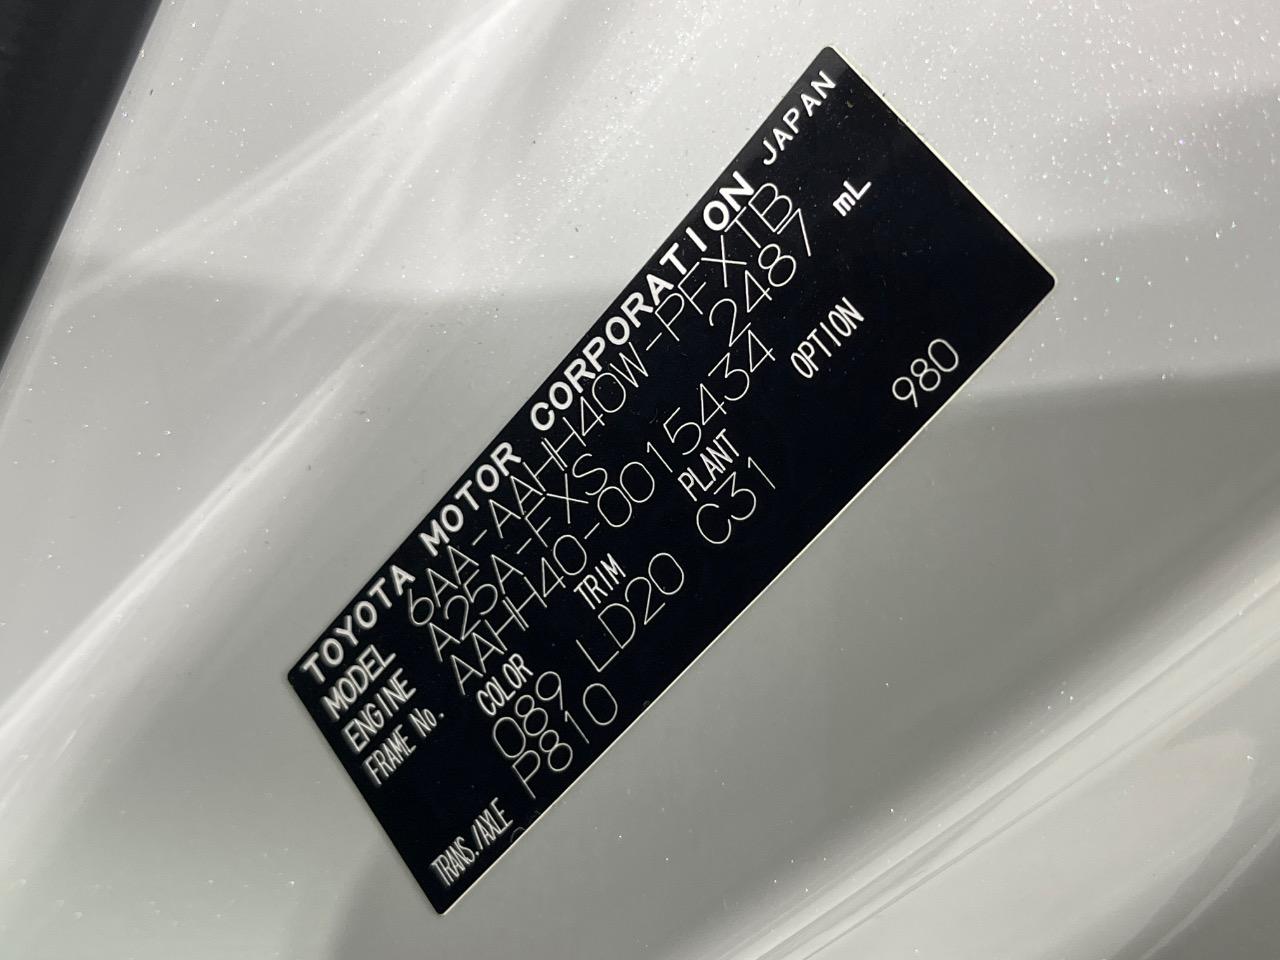 TOYOTA MOTOR CORPORATION JAPAN
MODEL 6AA-AAHH40W-PFXTB
ENGINE A25A-FXS 2487 mL
FRAME No. AAHH40-0015434
COLOR TRIM PLANT OPTION
089 LD20 C31 980
TRANS./AXLE P810